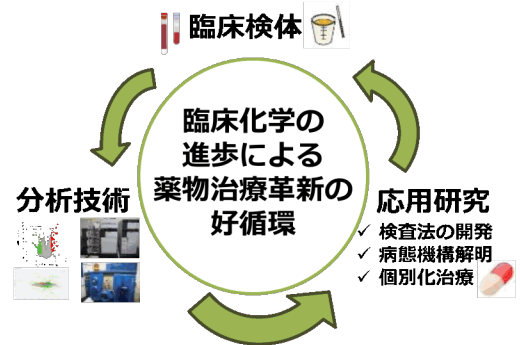 臨床検体
臨床化学の
進歩による
薬物治療革新の
好循環
分析技術
応用研究
✓ 検査法の開発
✓ 病態機構解明
✓ 個別化治療